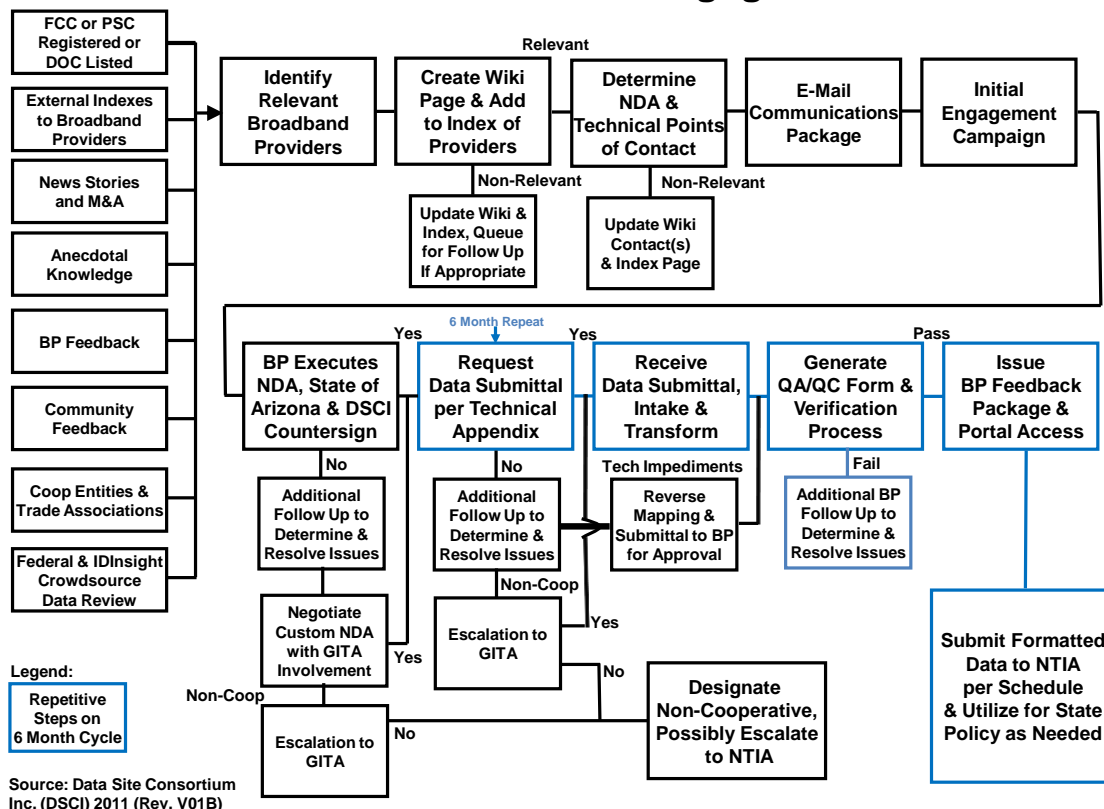 FCC or PSC
Registered or
DOC Listed
External Indexes
to Broadband
Providers
News Stories
and M&A
Anecdotal
Knowledge
BP Feedback
Community
Feedback
Coop Entities &
Trade Associations
Federal & IDInsight
Crowdsource
Data Review
Identify
Relevant
Broadband
Providers
Create Wiki
Page & Add
to Index of
Providers
Relevant
Determine
NDA &
Technical Points
of Contact
E-Mail
Communications
Package
Initial
Engagement
Campaign
Non-Relevant
Update Wiki &
Index, Queue
for Follow Up
If Appropriate
Non-Relevant
Update Wiki
Contact(s)
& Index Page
BP Executes
NDA, State of
Arizona & DSCI
Countersign
Yes
6 Month Repeat
Request
Data Submittal
per Technical
Appendix
Yes
Receive
Data Submittal,
Intake &
Transform
Generate
QA/QC Form &
Verification
Process
Pass
Issue
BP Feedback
Package &
Portal Access
No
Additional
Follow Up to
Determine &
Resolve Issues
No
Additional
Follow Up to
Determine &
Resolve Issues
Tech Impediments
Reverse
Mapping &
Submittal to BP
for Approval
Fail
Additional BP
Follow Up to
Determine &
Resolve Issues
Negotiate
Custom NDA
with GITA
Involvement
Yes
Non-Coop
Escalation to
GITA
Yes
No
Non-Coop
Escalation to
GITA
No
Designate
Non-Cooperative,
Possibly Escalate
to NTIA
Submit Formatted
Data to NTIA
per Schedule
& Utilize for State
Policy as Needed
Legend:
Repetitive
Steps on
6 Month Cycle
Source: Data Site Consortium
Inc. (DSCI) 2011 (Rev. V01B)